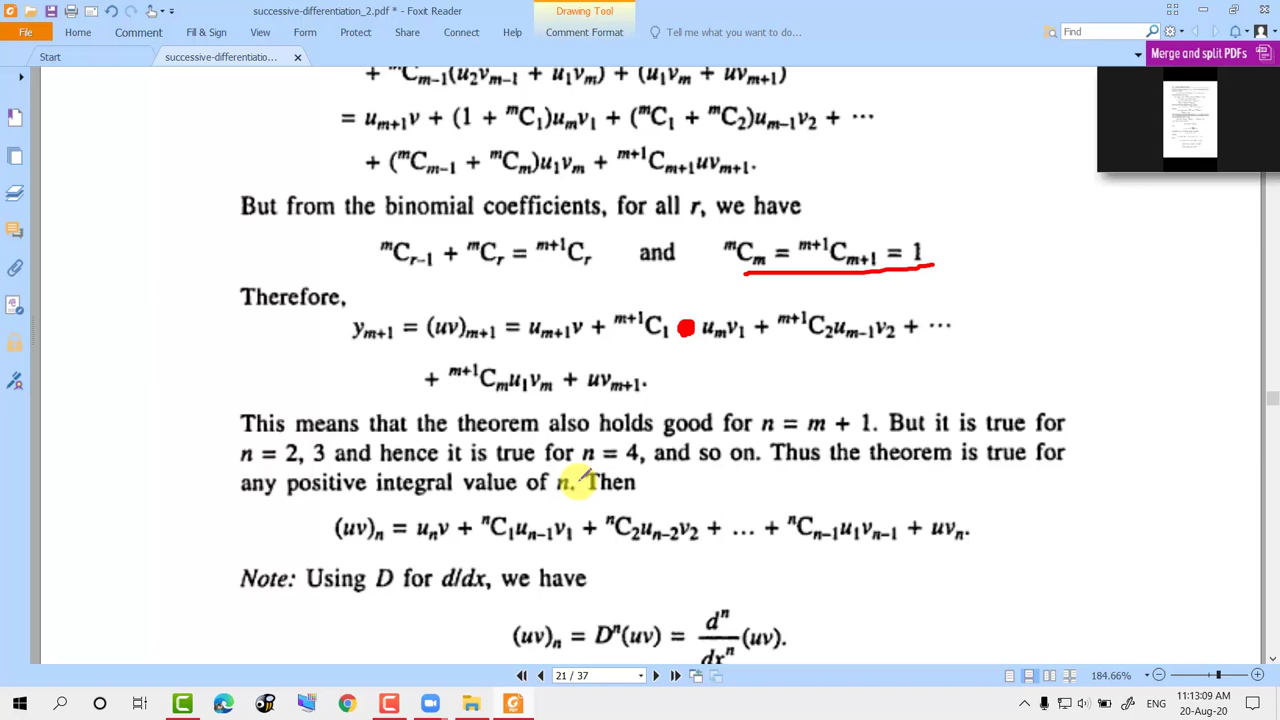 successive-differentiation_2.pdf - Foxit Reader
Drawing Tool
File Home Comment Fill & Sign View Form Protect Share Connect Help Comment Format Tell me what you want to do... Find
Start successive-differentiatio... Merge and split PDFs
+ ᵐCₘ₋₁(u₂vₘ₋₁ + u₁vₘ) + (u₁vₘ + uvₘ₊₁)
= uₘ₊₁v + (1 + ᵐC₁)uₘv₁ + (ᵐC₁ + ᵐC₂)uₘ₋₁v₂ + ···
+ (ᵐCₘ₋₁ + ᵐCₘ)u₁vₘ + ᵐ⁺¹Cₘ₊₁uvₘ₊₁.
But from the binomial coefficients, for all r, we have
ᵐCᵣ₋₁ + ᵐCᵣ = ᵐ⁺¹Cᵣ and ᵐCₘ = ᵐ⁺¹Cₘ₊₁ = 1
Therefore,
yₘ₊₁ = (uv)ₘ₊₁ = uₘ₊₁v + ᵐ⁺¹C₁ uₘv₁ + ᵐ⁺¹C₂uₘ₋₁v₂ + ···
+ ᵐ⁺¹Cₘu₁vₘ + uvₘ₊₁.
This means that the theorem also holds good for n = m + 1. But it is true for
n = 2, 3 and hence it is true for n = 4, and so on. Thus the theorem is true for
any positive integral value of n. Then
(uv)ₙ = uₙv + ⁿC₁uₙ₋₁v₁ + ⁿC₂uₙ₋₂v₂ + ... + ⁿCₙ₋₁u₁vₙ₋₁ + uvₙ.
Note: Using D for d/dx, we have
(uv)ₙ = Dⁿ(uv) = dⁿ/dxⁿ (uv).
21 / 37 184.66%
11:13:09 AM
20-Aug-20